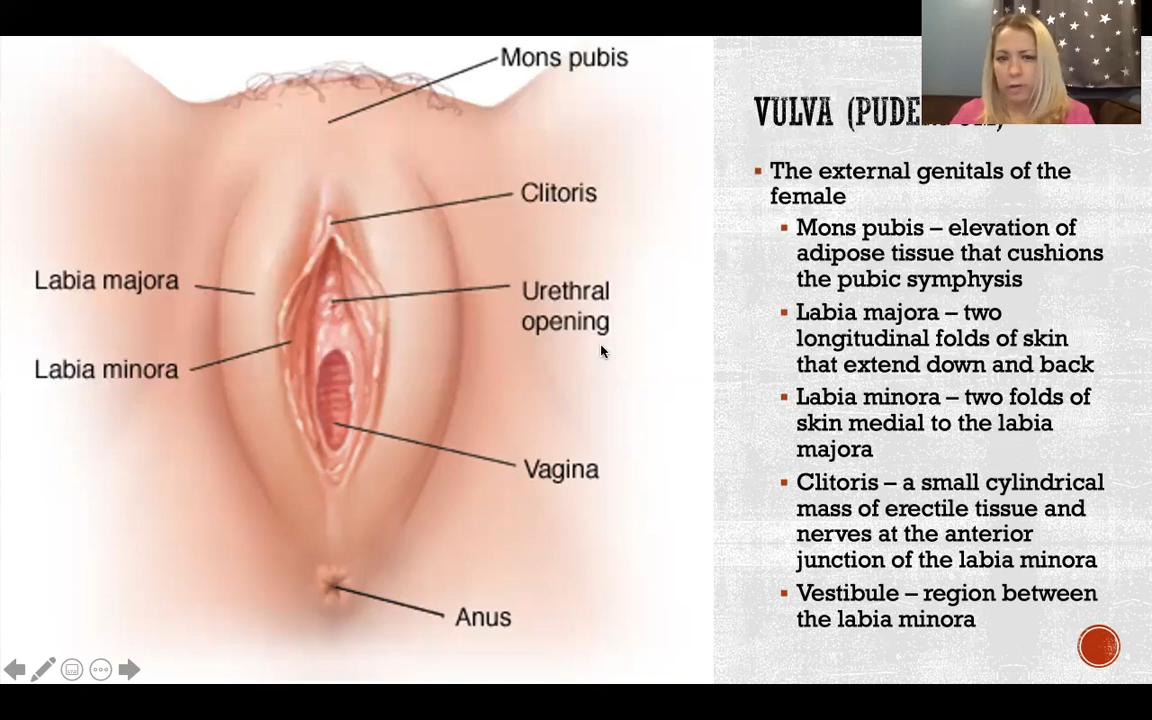 Mons pubis
Clitoris
Labia majora
Urethral
opening
Labia minora
Vagina
Anus
VULVA
The external genitals of the
female
Mons pubis – elevation of
adipose tissue that cushions
the pubic symphysis
Labia majora – two
longitudinal folds of skin
that extend down and back
Labia minora – two folds of
skin medial to the labia
majora
Clitoris – a small cylindrical
mass of erectile tissue and
nerves at the anterior
junction of the labia minora
Vestibule – region between
the labia minora